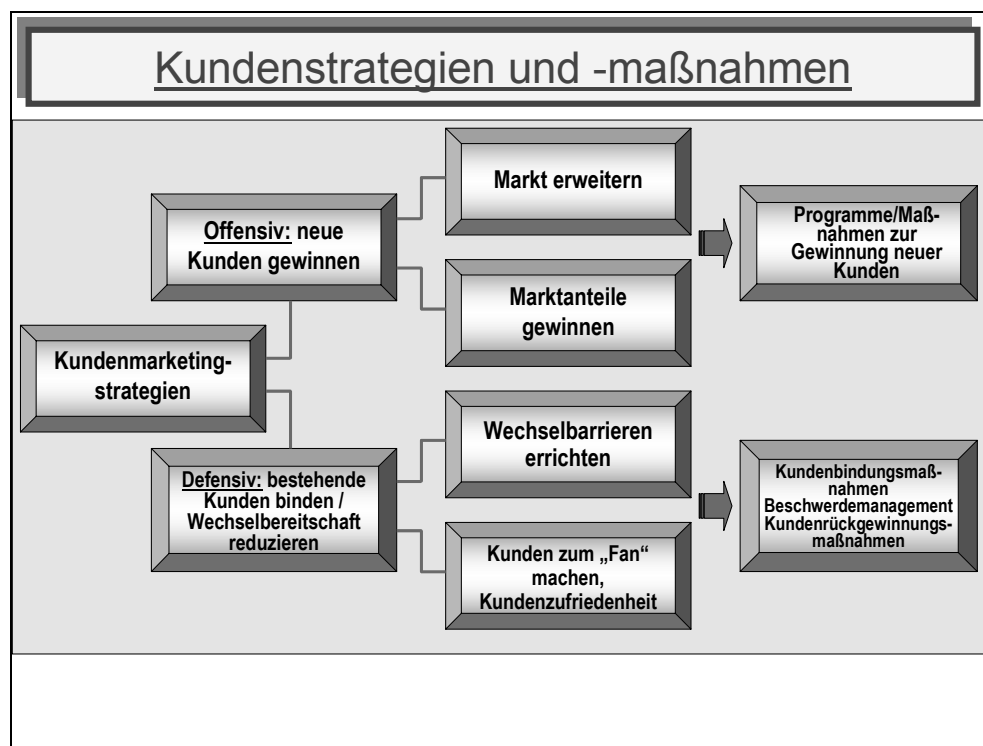 Kundenstrategien und -maßnahmen
Markt erweitern
Offensiv: neue
Kunden gewinnen
Programme/Maß-
nahmen zur
Gewinnung neuer
Kunden
Marktanteile
gewinnen
Kundenmarketing-
strategien
Wechselbarrieren
errichten
Defensiv: bestehende
Kunden binden /
Wechselbereitschaft
reduzieren
Kundenbindungsmaß-
nahmen
Beschwerdemanagement
Kundenrückgewinnungs-
maßnahmen
Kunden zum „Fan“
machen,
Kundenzufriedenheit